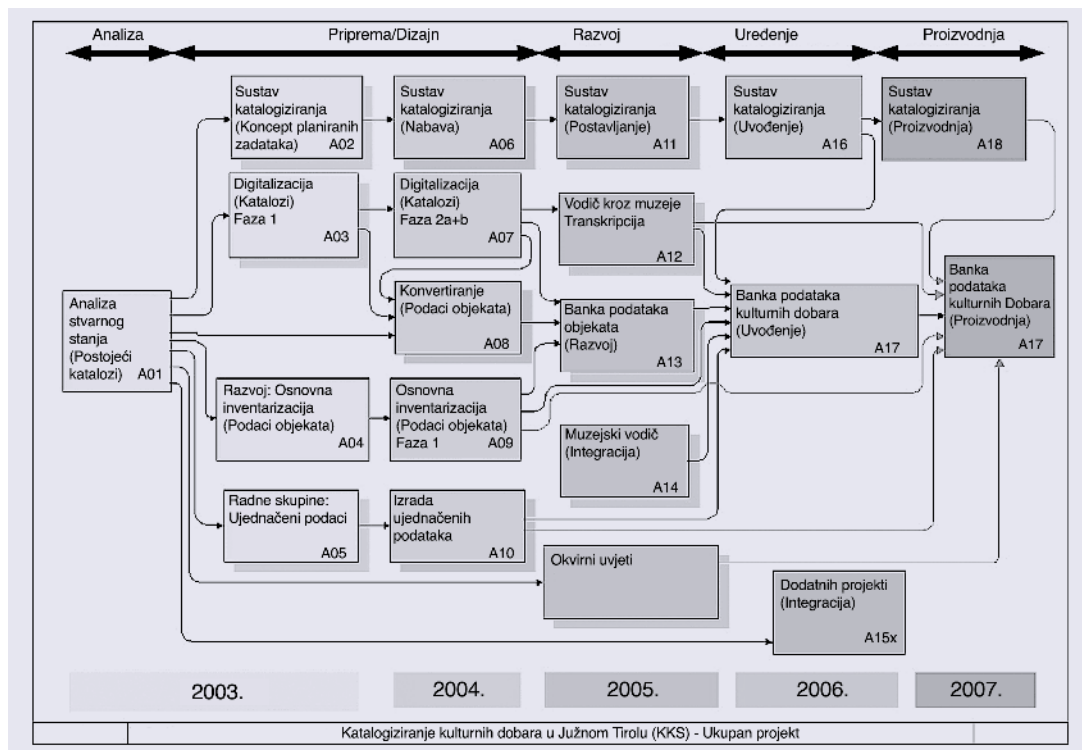 Analiza
Priprema/Dizajn
Razvoj
Uređenje
Proizvodnja
Sustav
katalogiziranja
(Koncept planiranih
zadataka)
A02
Sustav
katalogiziranja
(Nabava)
A06
Sustav
katalogiziranja
(Postavljanje)
A11
Sustav
katalogiziranja
(Uvođenje)
A16
Sustav
katalogiziranja
(Proizvodnja)
A18
Digitalizacija
(Katalozi)
Faza 1
A03
Digitalizacija
(Katalozi)
Faza 2a+b
A07
Vodič kroz muzeje
Transkripcija
A12
Analiza
stvarnog
stanja
(Postojeći
katalozi) A01
Konvertiranje
(Podaci objekata)
A08
Banka podataka
objekata
(Razvoj)
A13
Banka podataka
kulturnih dobara
(Uvođenje)
A17
Banka
podataka
kulturnih Dobara
(Proizvodnja)
A17
Razvoj: Osnovna
inventarizacija
(Podaci objekata)
A04
Osnovna
inventarizacija
(Podaci objekata)
Faza 1 A09
Muzejski vodič
(Integracija)
A14
Radne skupine:
Ujednačeni podaci
A05
Izrada
ujednačenih
podataka
A10
Okvirni uvjeti
Dodatnih projekti
(Integracija)
A15x
2003.
2004.
2005.
2006.
2007.
Katalogiziranje kulturnih dobara u Južnom Tirolu (KKS) - Ukupan projekt